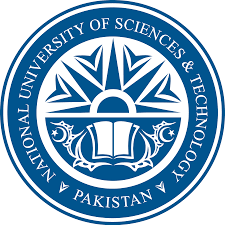 NATIONAL UNIVERSITY OF SCIENCES & TECHNOLOGY
PAKISTAN